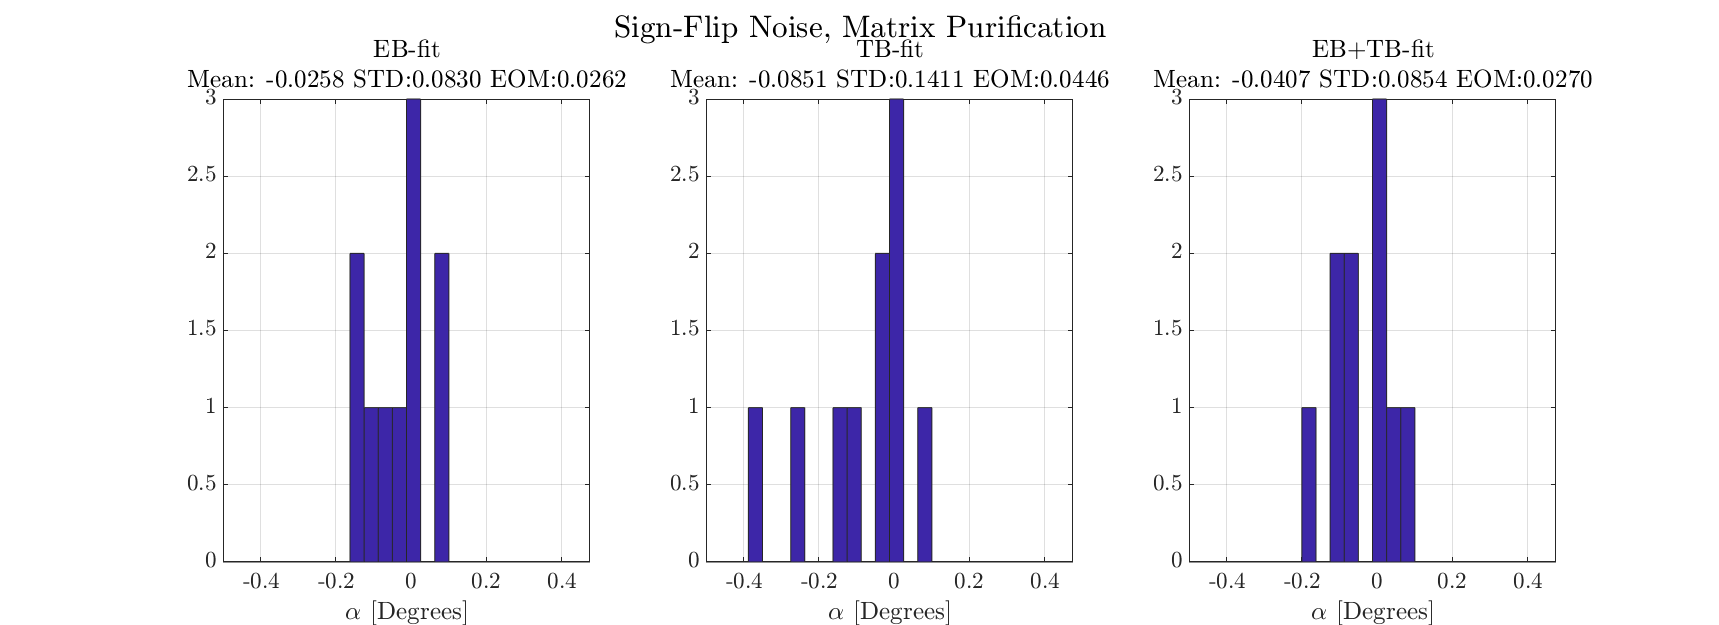 Sign-Flip Noise, Matrix Purification
EB-fit
Mean: -0.0258 STD:0.0830 EOM:0.0262
3
2.5
2
1.5
1
0.5
0
-0.4 -0.2 0 0.2 0.4
α [Degrees]
TB-fit
Mean: -0.0851 STD:0.1411 EOM:0.0446
3
2.5
2
1.5
1
0.5
0
-0.4 -0.2 0 0.2 0.4
α [Degrees]
EB+TB-fit
Mean: -0.0407 STD:0.0854 EOM:0.0270
3
2.5
2
1.5
1
0.5
0
-0.4 -0.2 0 0.2 0.4
α [Degrees]